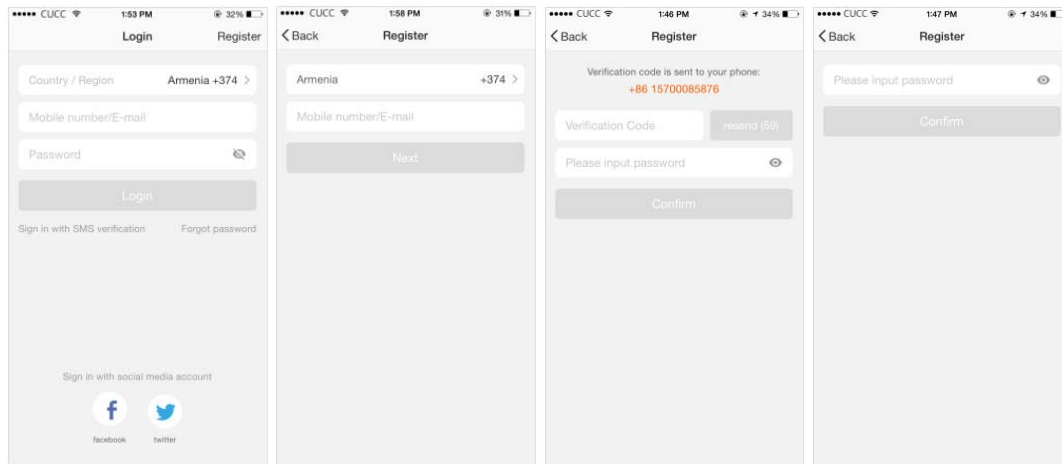 CUCC 1:53 PM 32%
Login Register
Country / Region Armenia +374 >
Mobile number/E-mail
Password
Login
Sign in with SMS verification Forgot password
Sign in with social media account
f
facebook twitter
CUCC 1:58 PM 31%
< Back Register
Armenia +374 >
Mobile number/E-mail
Next
CUCC 1:46 PM 34%
< Back Register
Verification code is sent to your phone:
+86 15700085876
Verification Code resend (59)
Please input password
Confirm
CUCC 1:47 PM 34%
< Back Register
Please input password
Confirm